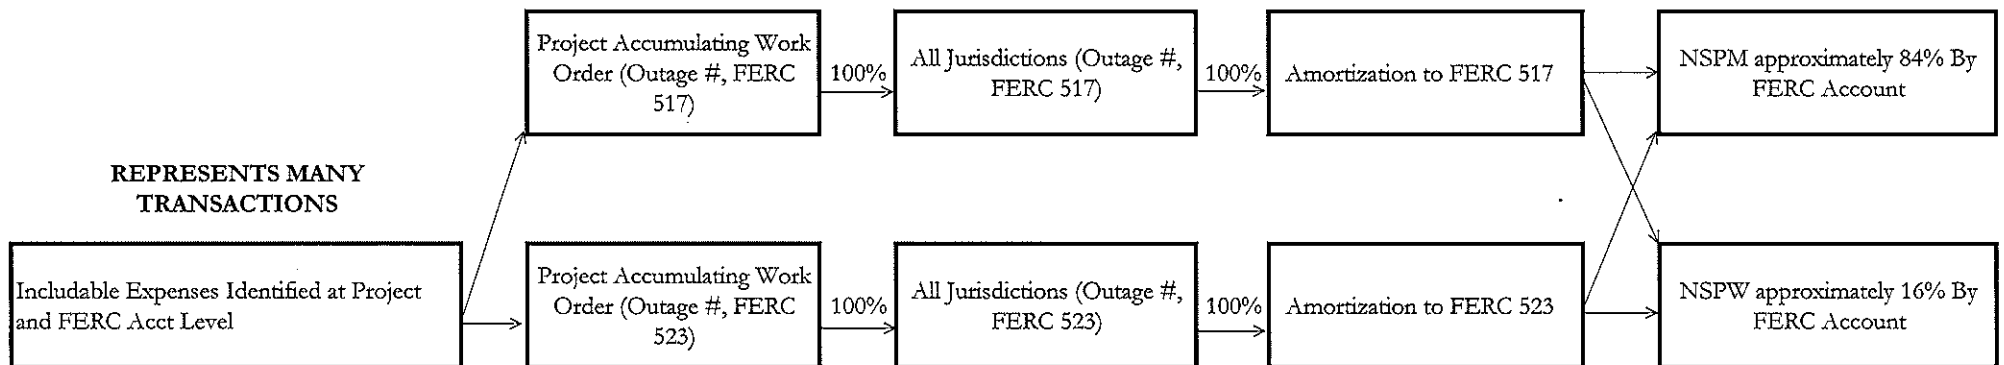 Project Accumulating Work
Order (Outage #, FERC
517)
100%
All Jurisdictions (Outage #,
FERC 517)
100%
Amortization to FERC 517
NSPM approximately 84% By
FERC Account
REPRESENTS MANY
TRANSACTIONS
Includable Expenses Identified at Project
and FERC Acct Level
Project Accumulating Work
Order (Outage #, FERC
523)
100%
All Jurisdictions (Outage #,
FERC 523)
100%
Amortization to FERC 523
NSPW approximately 16% By
FERC Account